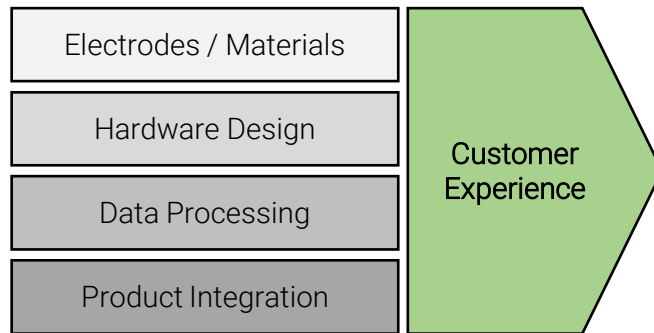 Electrodes / Materials
Hardware Design
Data Processing
Product Integration
Customer
Experience